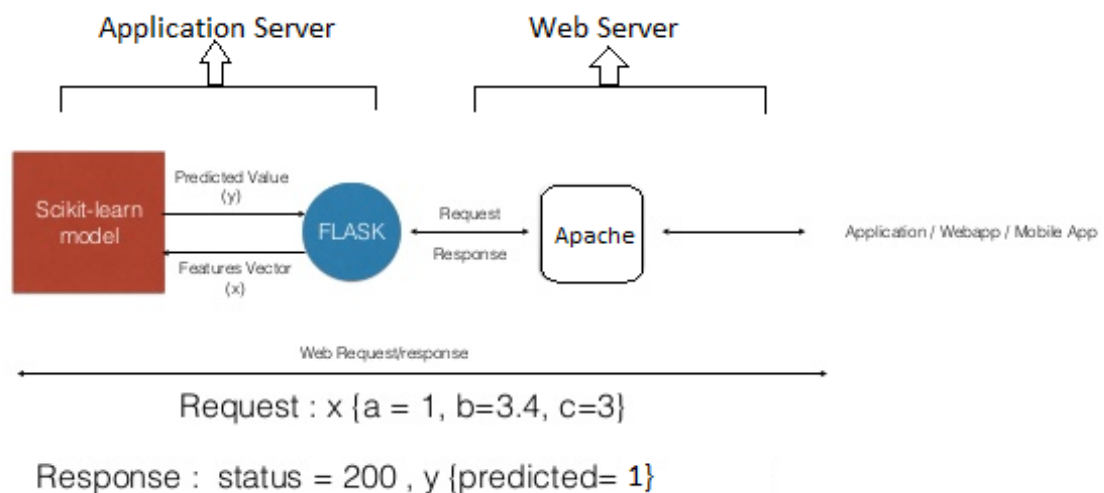 Application Server
Web Server
Scikit-learn
model
Predicted Value
(y)
Features Vector
(x)
FLASK
Request
Response
Apache
Application / Webapp / Mobile App
Web Request/response
Request : x {a = 1, b=3.4, c=3}
Response : status = 200 , y {predicted= 1}